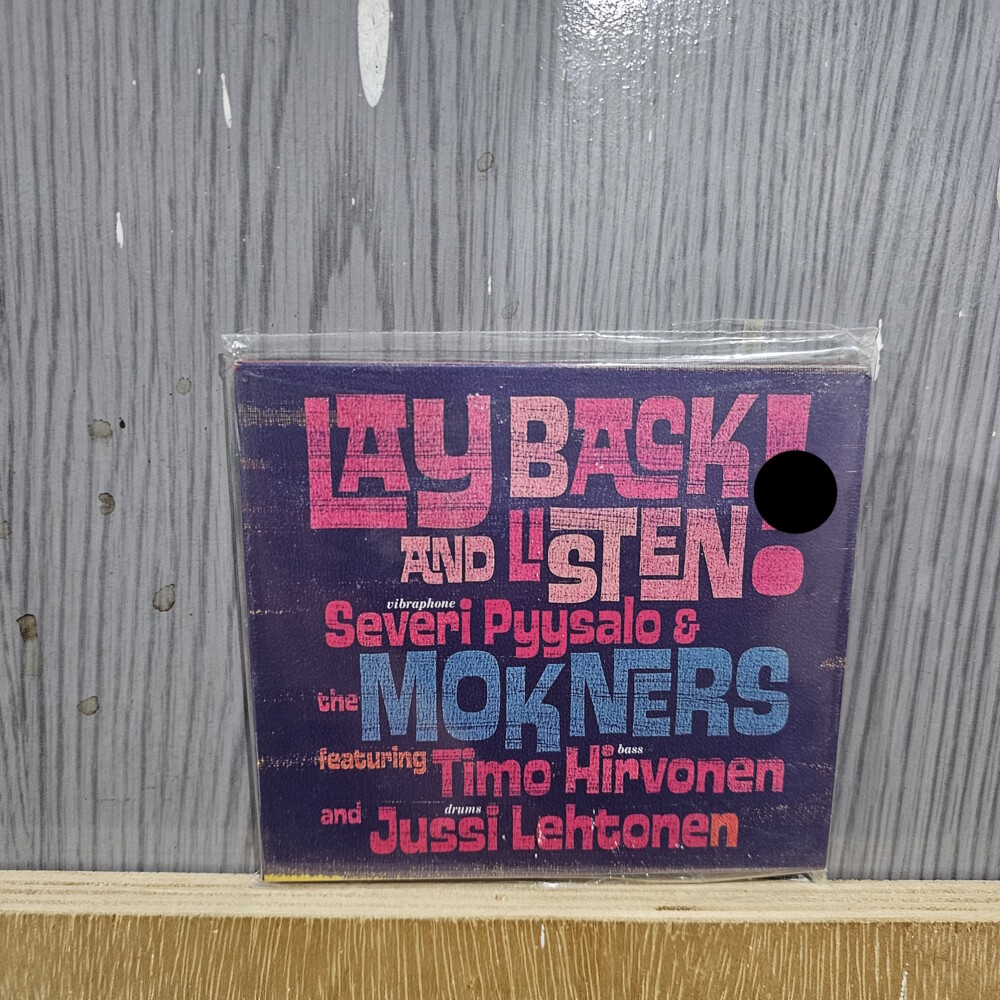 LAY BACK
AND LISTEN!
vibraphone
Severi Pyysalo &
the MOKNERS
bass
featuring Timo Hirvonen
drums
and Jussi Lehtonen